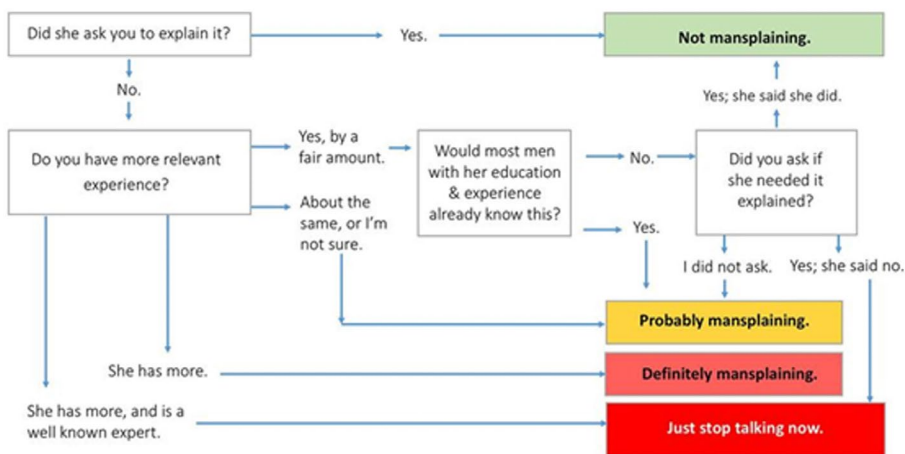 Did she ask you to explain it?
Yes.
Not mansplaining.
No.
Yes; she said she did.
Do you have more relevant
experience?
Yes, by a
fair amount.
Would most men
with her education
& experience
already know this?
No.
Did you ask if
she needed it
explained?
About the
same, or I'm
not sure.
Yes.
I did not ask.
Yes; she said no.
Probably mansplaining.
She has more.
Definitely mansplaining.
She has more, and is a
well known expert.
Just stop talking now.